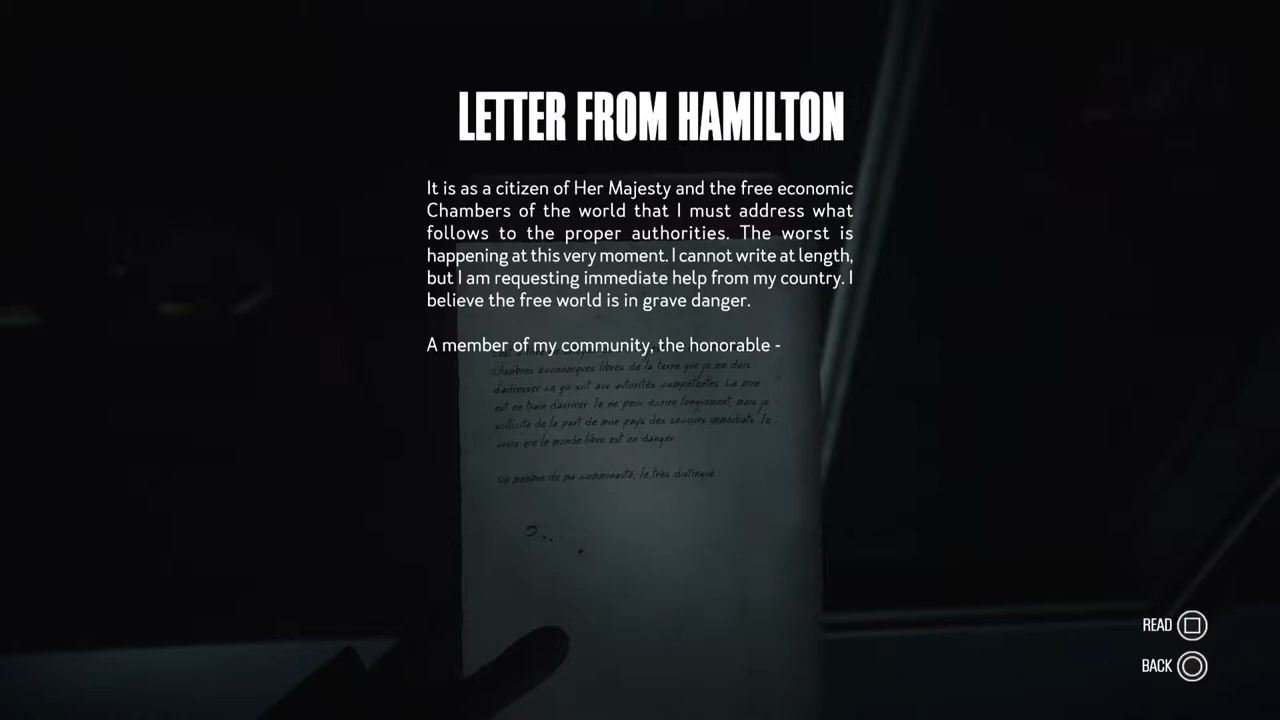 LETTER FROM HAMILTON
It is as a citizen of Her Majesty and the free economic
Chambers of the world that I must address what
follows to the proper authorities. The worst is
happening at this very moment. I cannot write at length,
but I am requesting immediate help from my country. I
believe the free world is in grave danger.
A member of my community, the honorable -
Chambres économiques libres de la terre que je me dois
d'adresser ce qui suit aux autorités compétentes. Le pire
est en train d'arriver. Je ne peux écrire longuement, mais je
sollicite de la part de mon pays des secours immédiats. Je
crois que le monde libre est en danger
Un membre de ma communauté, le très distingué
READ
BACK